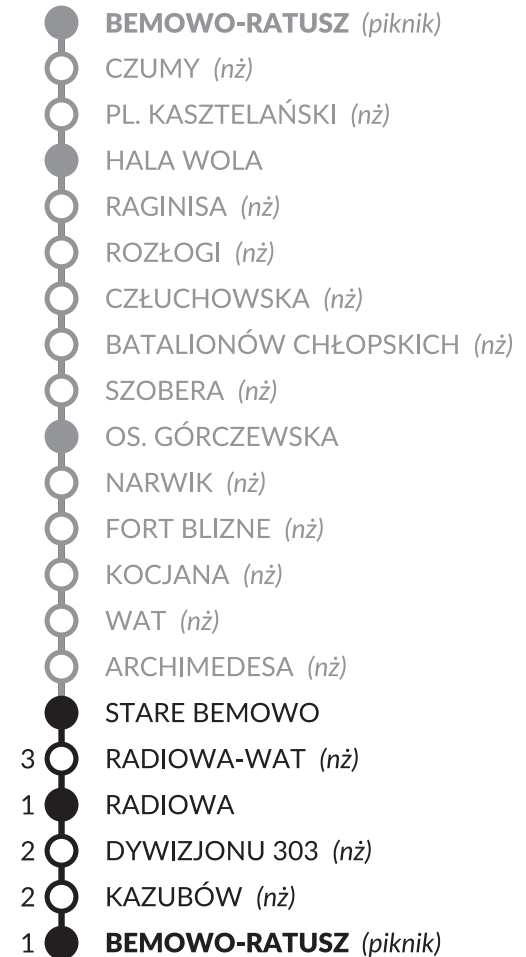 BEMOWO-RATUSZ (piknik)
CZUMY (nż)
PL. KASZTELAŃSKI (nż)
HALA WOLA
RAGINISA (nż)
ROZŁOGI (nż)
CZŁUCHOWSKA (nż)
BATALIONÓW CHŁOPSKICH (nż)
SZOBERA (nż)
OS. GÓRCZEWSKA
NARWIK (nż)
FORT BLIZNE (nż)
KOCJANA (nż)
WAT (nż)
ARCHIMEDESA (nż)
STARE BEMOWO
3 RADIOWA-WAT (nż)
1 RADIOWA
2 DYWIZJONU 303 (nż)
2 KAZUBÓW (nż)
1 BEMOWO-RATUSZ (piknik)